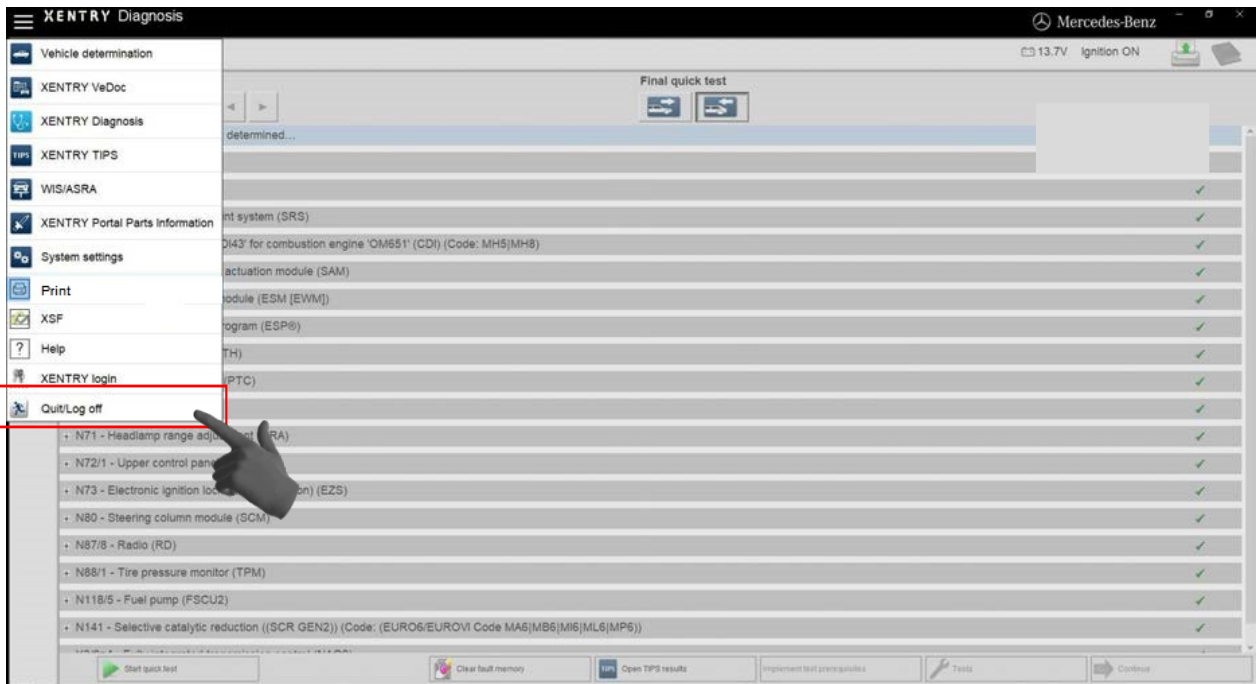 XENTRY Diagnosis
Mercedes-Benz
Vehicle determination
13.7V Ignition ON
XENTRY VeDoc
Final quick test
XENTRY Diagnosis
determined...
XENTRY TIPS
TIPS
WIS/ASRA
XENTRY Portal Parts Information
nt system (SRS)
DI43' for combustion engine 'OM651' (CDI) (Code: MH5|MH8)
System settings
actuation module (SAM)
Print
odule (ESM [EWM])
XSF
rogram (ESP®)
? Help
TH)
XENTRY login
/PTC)
Quit/Log off
+ N71 - Headlamp range adju RA)
+ N72/1 - Upper control pane
+ N73 - Electronic ignition loc on) (EZS)
+ N80 - Steering column module (SCM)
+ N87/8 - Radio (RD)
+ N88/1 - Tire pressure monitor (TPM)
+ N118/5 - Fuel pump (FSCU2)
+ N141 - Selective catalytic reduction ((SCR GEN2)) (Code: (EURO6/EUROVI Code MA6|MB6|MI6|ML6|MP6))
Start quick test
Clear fault memory
TIPS Open TIPS results
Implement test prerequisites
Tests
Continue